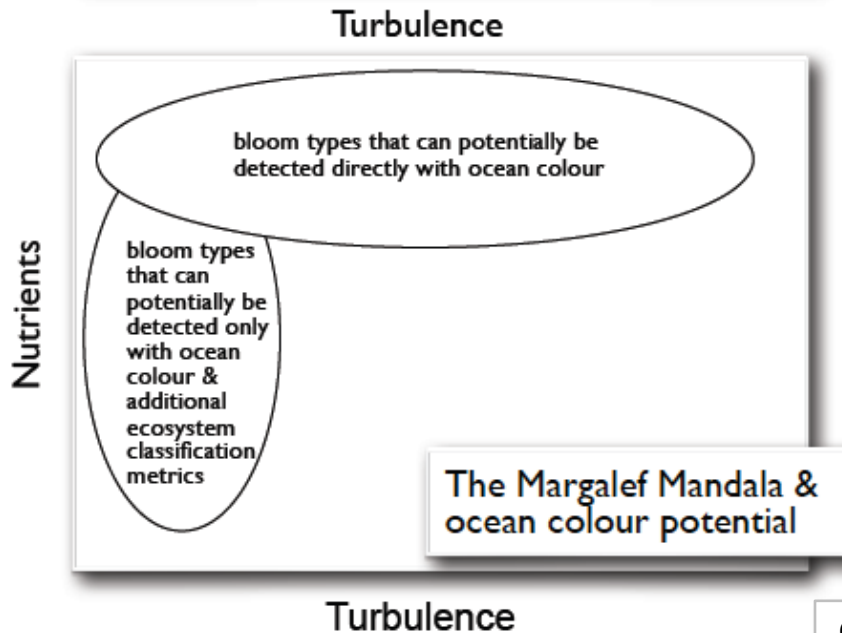 Turbulence
bloom types that can potentially be
detected directly with ocean colour
Nutrients
bloom types
that can
potentially be
detected only
with ocean
colour &
additional
ecosystem
classification
metrics
The Margalef Mandala &
ocean colour potential
Turbulence